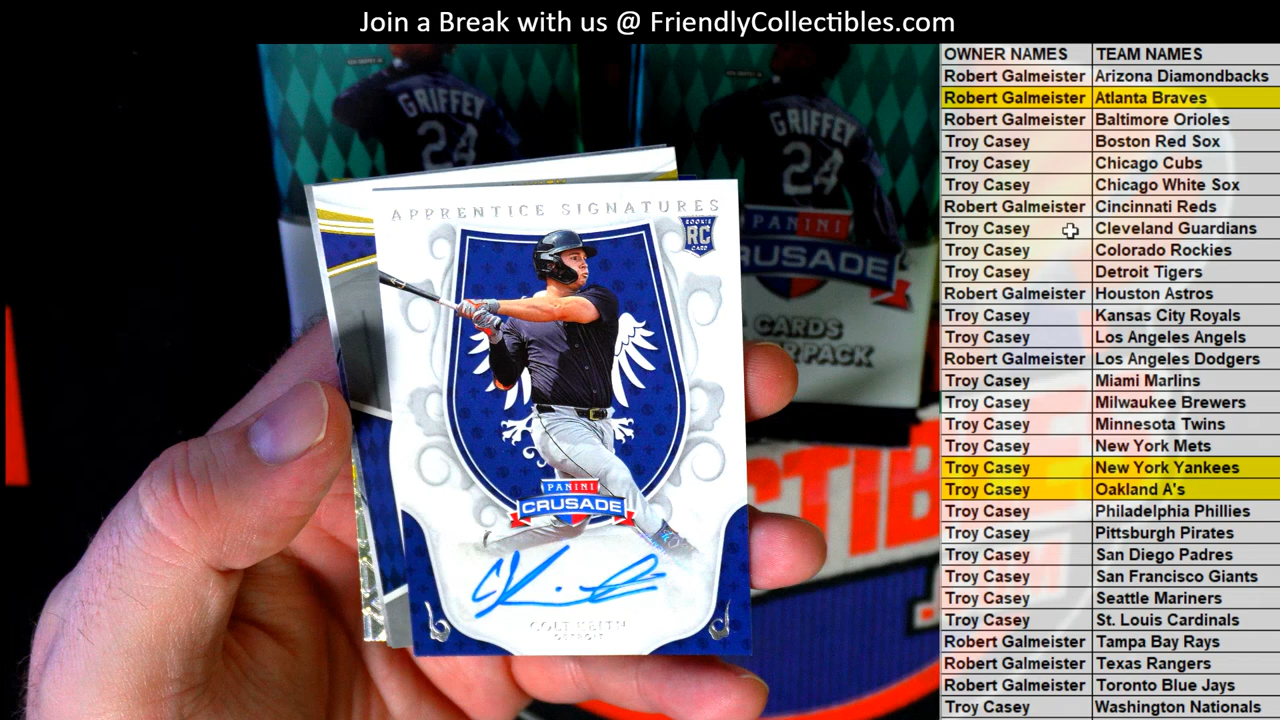 Join a Break with us @ FriendlyCollectibles.com
GRIFFEY
24
GRIFFEY
24
PANINI
CRUSADE
CARDS
PACK
APPRENTICE SIGNATURES
ROOKIE
RC
CARD
PANINI
CRUSADE
COLT KEITH
DETROIT
OWNER NAMES TEAM NAMES
Robert Galmeister Arizona Diamondbacks
Robert Galmeister Atlanta Braves
Robert Galmeister Baltimore Orioles
Troy Casey Boston Red Sox
Troy Casey Chicago Cubs
Troy Casey Chicago White Sox
Robert Galmeister Cincinnati Reds
Troy Casey Cleveland Guardians
Troy Casey Colorado Rockies
Troy Casey Detroit Tigers
Robert Galmeister Houston Astros
Troy Casey Kansas City Royals
Troy Casey Los Angeles Angels
Robert Galmeister Los Angeles Dodgers
Troy Casey Miami Marlins
Troy Casey Milwaukee Brewers
Troy Casey Minnesota Twins
Troy Casey New York Mets
Troy Casey New York Yankees
Troy Casey Oakland A's
Troy Casey Philadelphia Phillies
Troy Casey Pittsburgh Pirates
Troy Casey San Diego Padres
Troy Casey San Francisco Giants
Troy Casey Seattle Mariners
Troy Casey St. Louis Cardinals
Robert Galmeister Tampa Bay Rays
Robert Galmeister Texas Rangers
Robert Galmeister Toronto Blue Jays
Troy Casey Washington Nationals